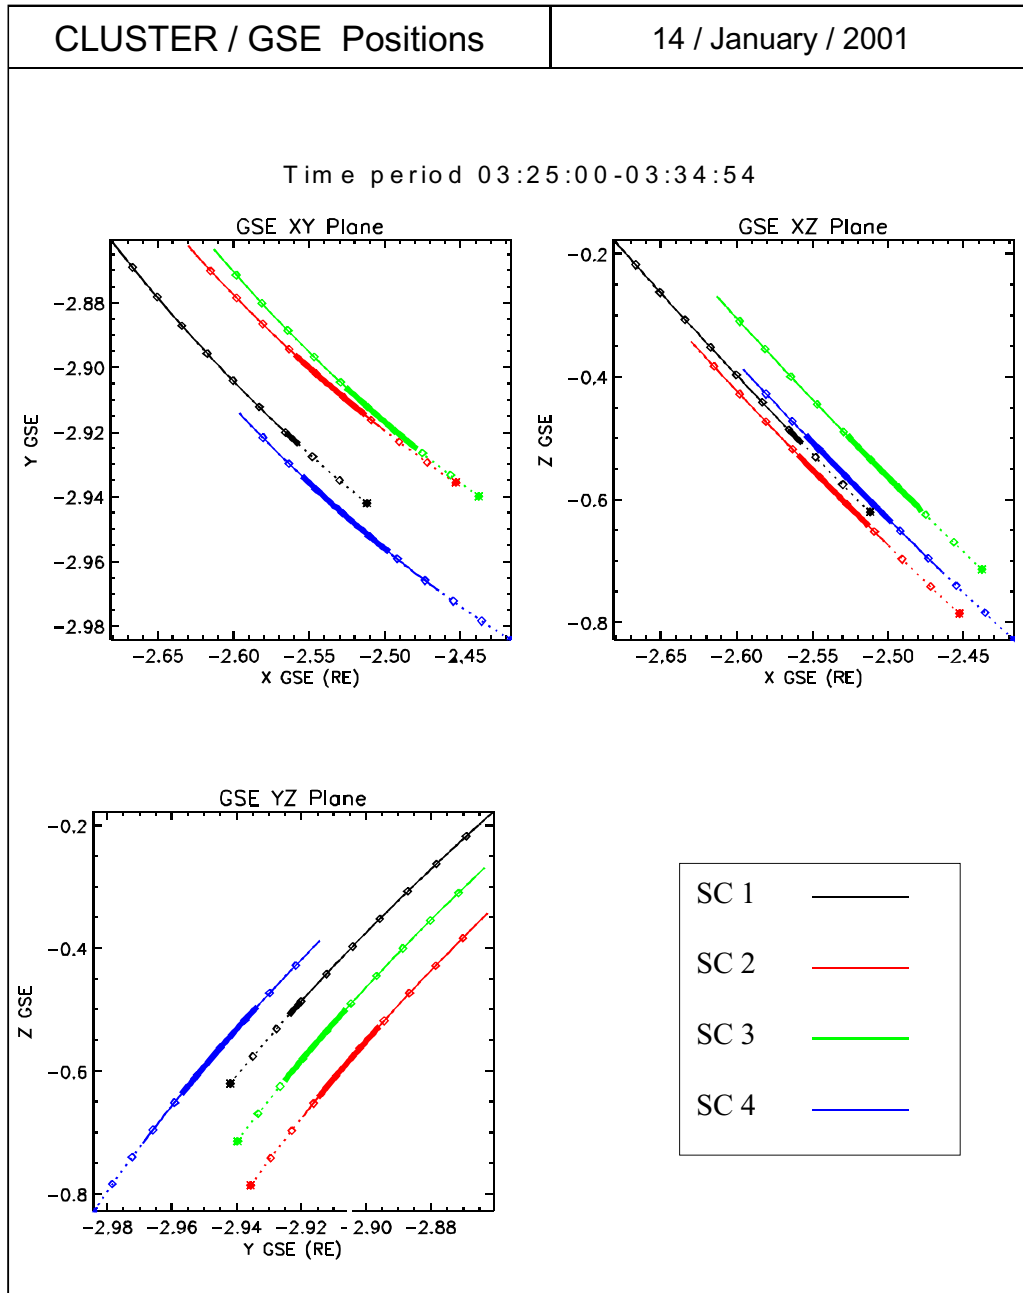 CLUSTER / GSE Positions
14 / January / 2001
Time period 03:25:00-03:34:54
GSE XY Plane
GSE XZ Plane
Y GSE
−2.88
−2.90
−2.92
−2.94
−2.96
−2.98
−2.65 −2.60 −2.55 −2.50 −2.45
X GSE (RE)
Z GSE
−0.2
−0.4
−0.6
−0.8
−2.65 −2.60 −2.55 −2.50 −2.45
X GSE (RE)
GSE YZ Plane
Z GSE
−0.2
−0.4
−0.6
−0.8
−2.98 −2.96 −2.94 −2.92 −2.90 −2.88
Y GSE (RE)
SC 1
SC 2
SC 3
SC 4